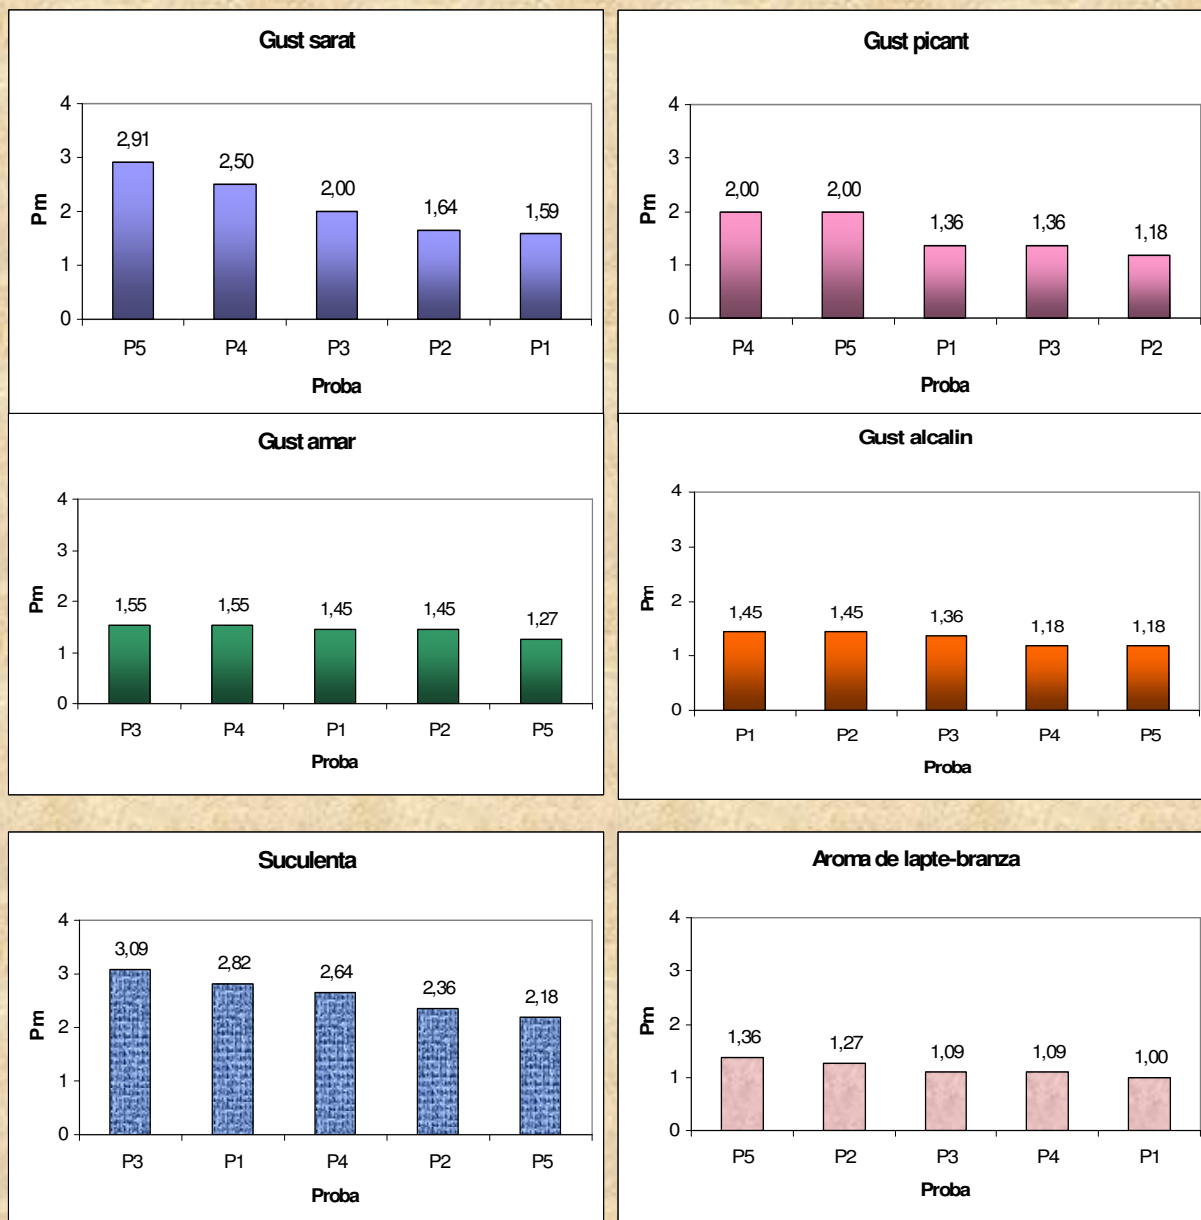 Gust sarat
4
3
2
1
0
Pm
2,91
2,50
2,00
1,64
1,59
P5 P4 P3 P2 P1
Proba
Gust picant
4
3
2
1
0
Pm
2,00
2,00
1,36
1,36
1,18
P4 P5 P1 P3 P2
Proba
Gust amar
4
3
2
1
0
Pm
1,55
1,55
1,45
1,45
1,27
P3 P4 P1 P2 P5
Proba
Gust alcalin
4
3
2
1
0
Pm
1,45
1,45
1,36
1,18
1,18
P1 P2 P3 P4 P5
Proba
Suculenta
4
3
2
1
0
Pm
3,09
2,82
2,64
2,36
2,18
P3 P1 P4 P2 P5
Proba
Aroma de lapte-branza
4
3
2
1
0
Pm
1,36
1,27
1,09
1,09
1,00
P5 P2 P3 P4 P1
Proba